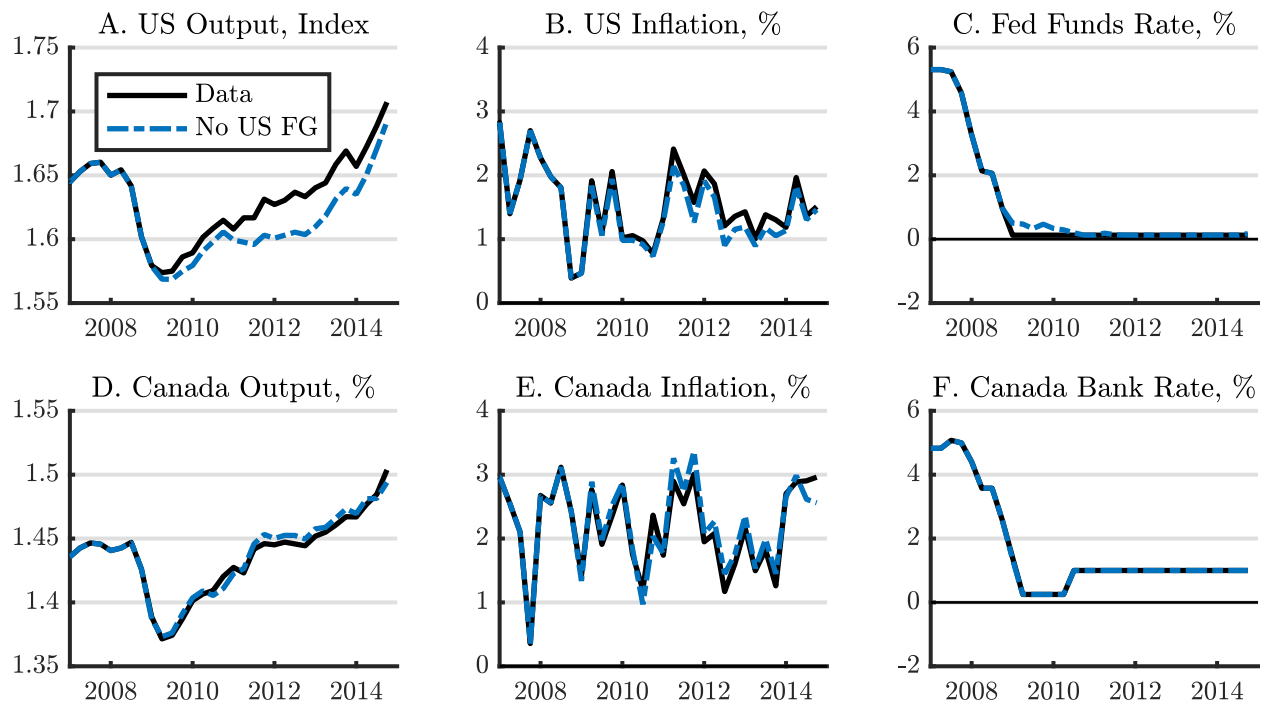 A. US Output, Index
1.75
1.7
1.65
1.6
1.55
Data
No US FG
2008 2010 2012 2014
B. US Inflation, %
4
3
2
1
0
2008 2010 2012 2014
C. Fed Funds Rate, %
6
4
2
0
-2
2008 2010 2012 2014
D. Canada Output, %
1.55
1.5
1.45
1.4
1.35
2008 2010 2012 2014
E. Canada Inflation, %
4
3
2
1
0
2008 2010 2012 2014
F. Canada Bank Rate, %
6
4
2
0
-2
2008 2010 2012 2014